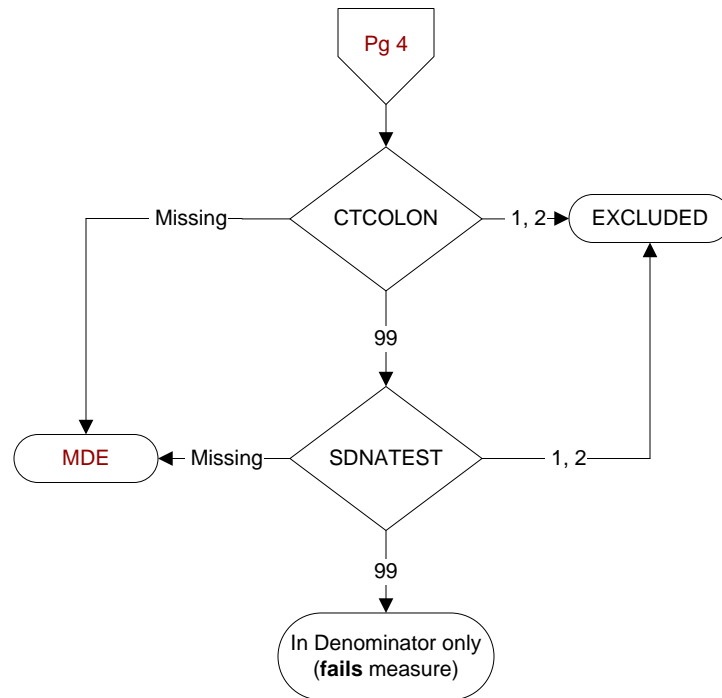 Pg 4
Missing
CTCOLON
1, 2
EXCLUDED
99
MDE
Missing
SDNATEST
1, 2
99
In Denominator only
(fails measure)